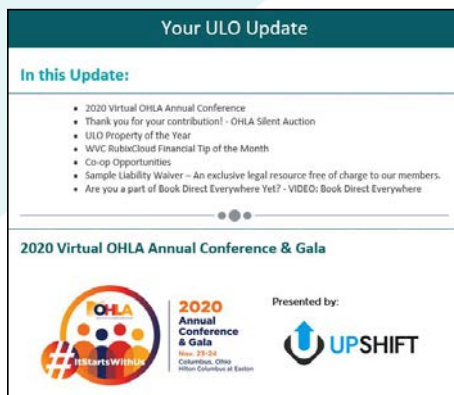 Your ULO Update
In this Update:
2020 Virtual OHLA Annual Conference
Thank you for your contribution! - OHLA Silent Auction
ULO Property of the Year
WVC RubixCloud Financial Tip of the Month
Co-op Opportunities
Sample Liability Waiver – An exclusive legal resource free of charge to our members.
Are you a part of Book Direct Everywhere Yet? - VIDEO: Book Direct Everywhere
2020 Virtual OHLA Annual Conference & Gala
OHLA
#ItStartsWithUs
2020
Annual
Conference
& Gala
Nov. 23-24
Columbus, Ohio
Hilton Columbus at Easton
Presented by:
UPSHIFT